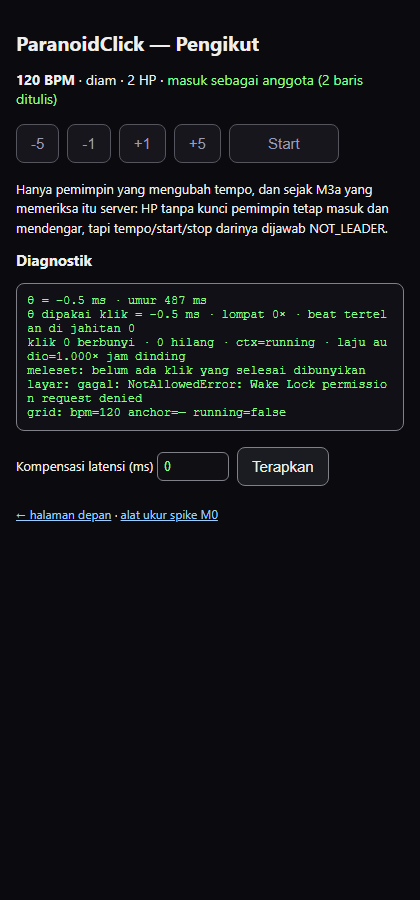 ParanoidClick — Pengikut
120 BPM · diam · 2 HP · masuk sebagai anggota (2 baris
ditulis)
-5 -1 +1 +5 Start
Hanya pemimpin yang mengubah tempo, dan sejak M3a yang
memeriksa itu server: HP tanpa kunci pemimpin tetap masuk dan
mendengar, tapi tempo/start/stop darinya dijawab NOT_LEADER.
Diagnostik
θ = −0.5 ms · umur 487 ms
θ dipakai klik = −0.5 ms · lompat 0× · beat tertel
an di jahitan 0
klik 0 berbunyi · 0 hilang · ctx=running · laju au
dio=1.000× jam dinding
meleset: belum ada klik yang selesai dibunyikan
layar: gagal: NotAllowedError: Wake Lock permissio
n request denied
grid: bpm=120 anchor=— running=false
Kompensasi latensi (ms) 0 Terapkan
← halaman depan · alat ukur spike M0